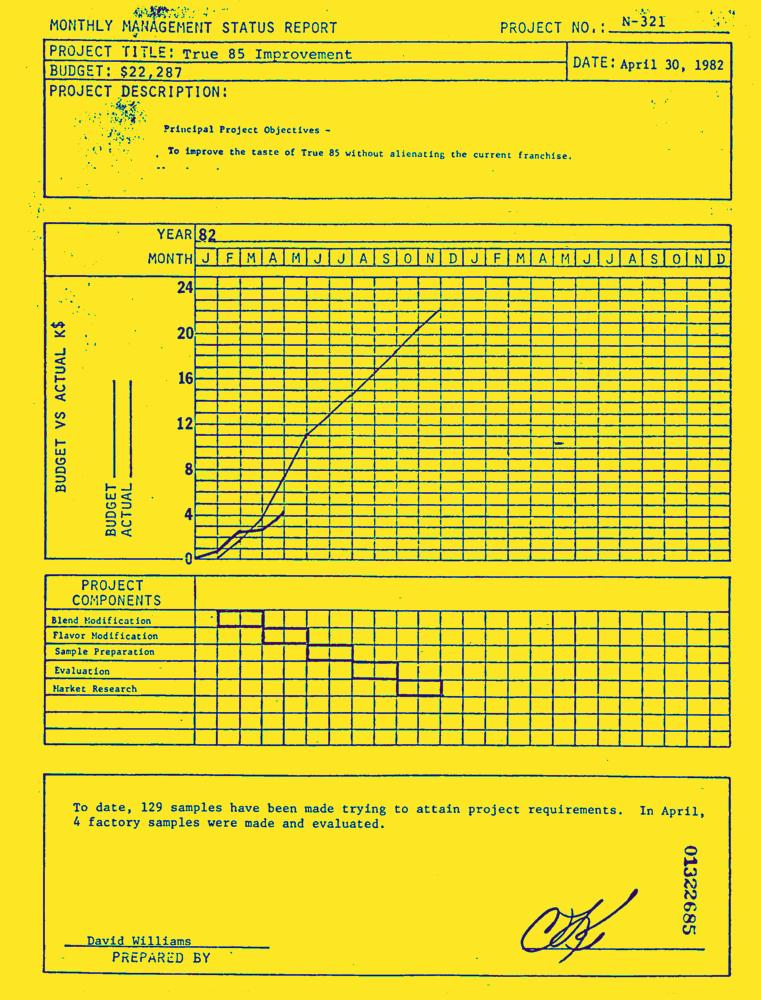 MONTHLY MANAGEMENT STATUS REPORT PROJECT NO.: N-321
PROJECT TITLE: True 85 Improvement
BUDGET: $22,287
DATE: April 30, 1982
PROJECT DESCRIPTION:
Principal Project Objectives -
To improve the taste of True 85 without alienating the current franchise.
YEAR 82
MONTH J F M A M J J A S O N D J F M A M J J A S O N D
BUDGET VS ACTUAL K$
BUDGET
ACTUAL
24
20
16
12
8
4
0
PROJECT
COMPONENTS
Blend Modification
Flavor Modification
Sample Preparation
Evaluation
Market Research
To date, 129 samples have been made trying to attain project requirements. In April,
4 factory samples were made and evaluated.
01322685
David Williams
PREPARED BY